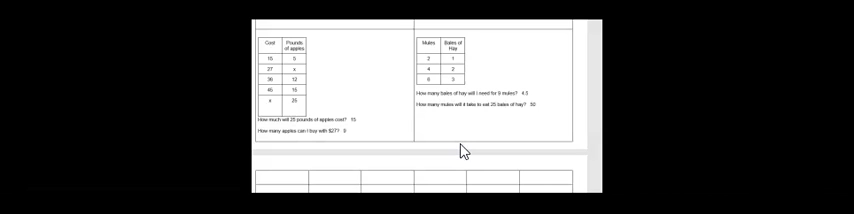 Cost Pounds of apples
15 5
27 x
36 12
45 15
x 25
How much will 25 pounds of apples cost? 15
How many apples can I buy with $27? 9
Mules Bales of Hay
2 1
4 2
6 3
How many bales of hay will I need for 9 mules? 4.5
How many mules will it take to eat 25 bales of hay? 50